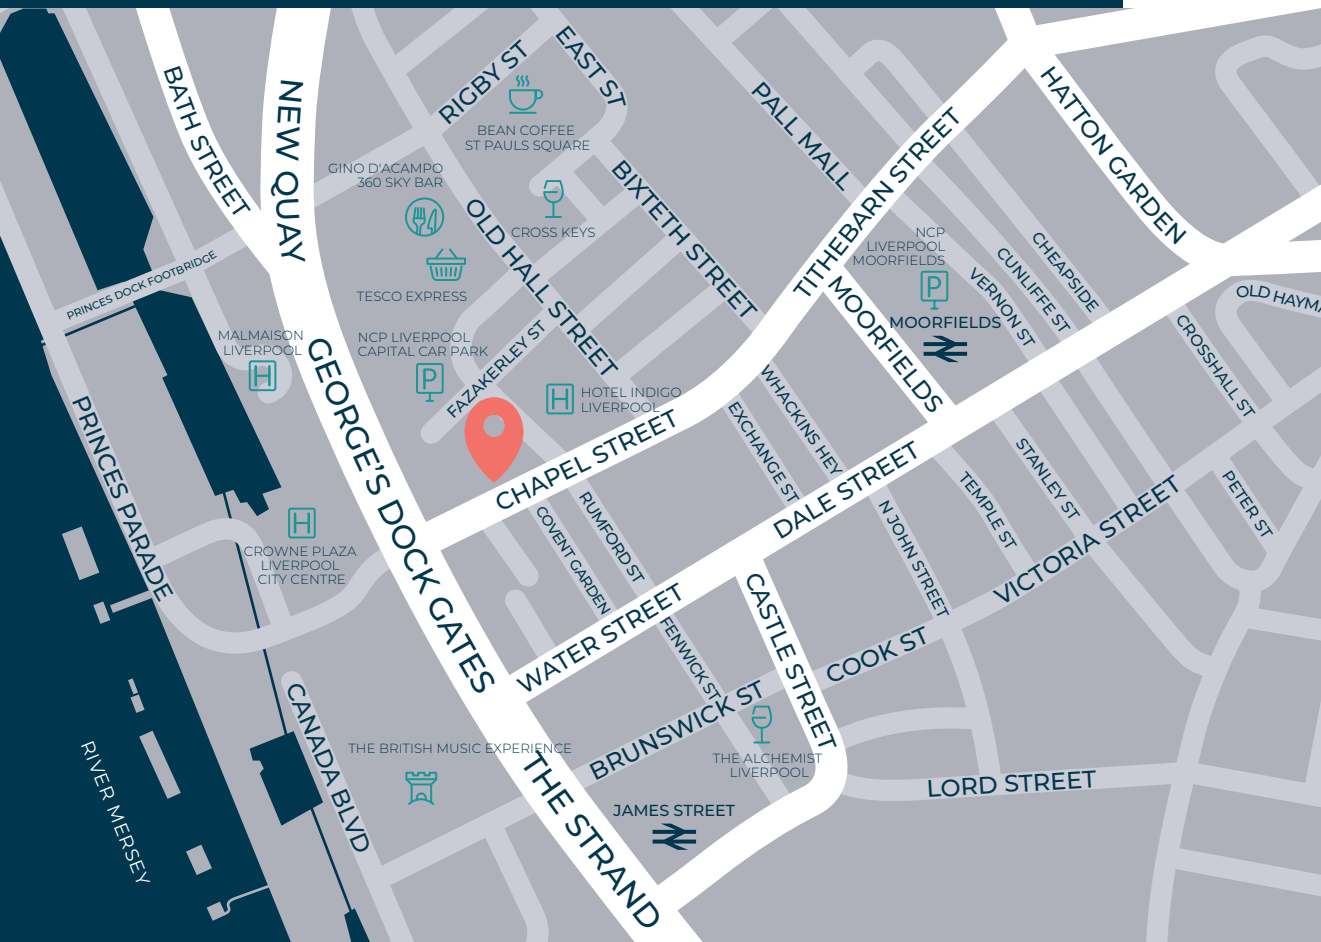 BATH STREET
NEW QUAY
RIGBY ST
EAST ST
BEAN COFFEE
ST PAULS SQUARE
GINO D'ACAMPO
360 SKY BAR
OLD HALL STREET
CROSS KEYS
BIXTETH STREET
PALL MALL
TITHEBARN STREET
HATTON GARDEN
NCP
LIVERPOOL
MOORFIELDS
P
MOORFIELDS
MOORFIELDS
VERNON ST
CUNLIFFE ST
CHEAPSIDE
OLD HAYM
CROSSHALL ST
PRINCES DOCK FOOTBRIDGE
TESCO EXPRESS
MALMAISON
LIVERPOOL
H
NCP LIVERPOOL
CAPITAL CAR PARK
P
FAZAKERLEY ST
H
HOTEL INDIGO
LIVERPOOL
GEORGE'S DOCK GATES
PRINCES PARADE
CHAPEL STREET
WHACKINS HEY
EXCHANGE ST
DALE STREET
STANLEY ST
TEMPLE ST
PETER ST
VICTORIA STREET
N JOHN STREET
H
CROWNE PLAZA
LIVERPOOL
CITY CENTRE
COVENT GARDEN
RUMFORD ST
WATER STREET
FENWICK ST
CASTLE STREET
COOK ST
BRUNSWICK ST
CANADA BLVD
RIVER MERSEY
THE BRITISH MUSIC EXPERIENCE
THE STRAND
THE ALCHEMIST
LIVERPOOL
LORD STREET
JAMES STREET